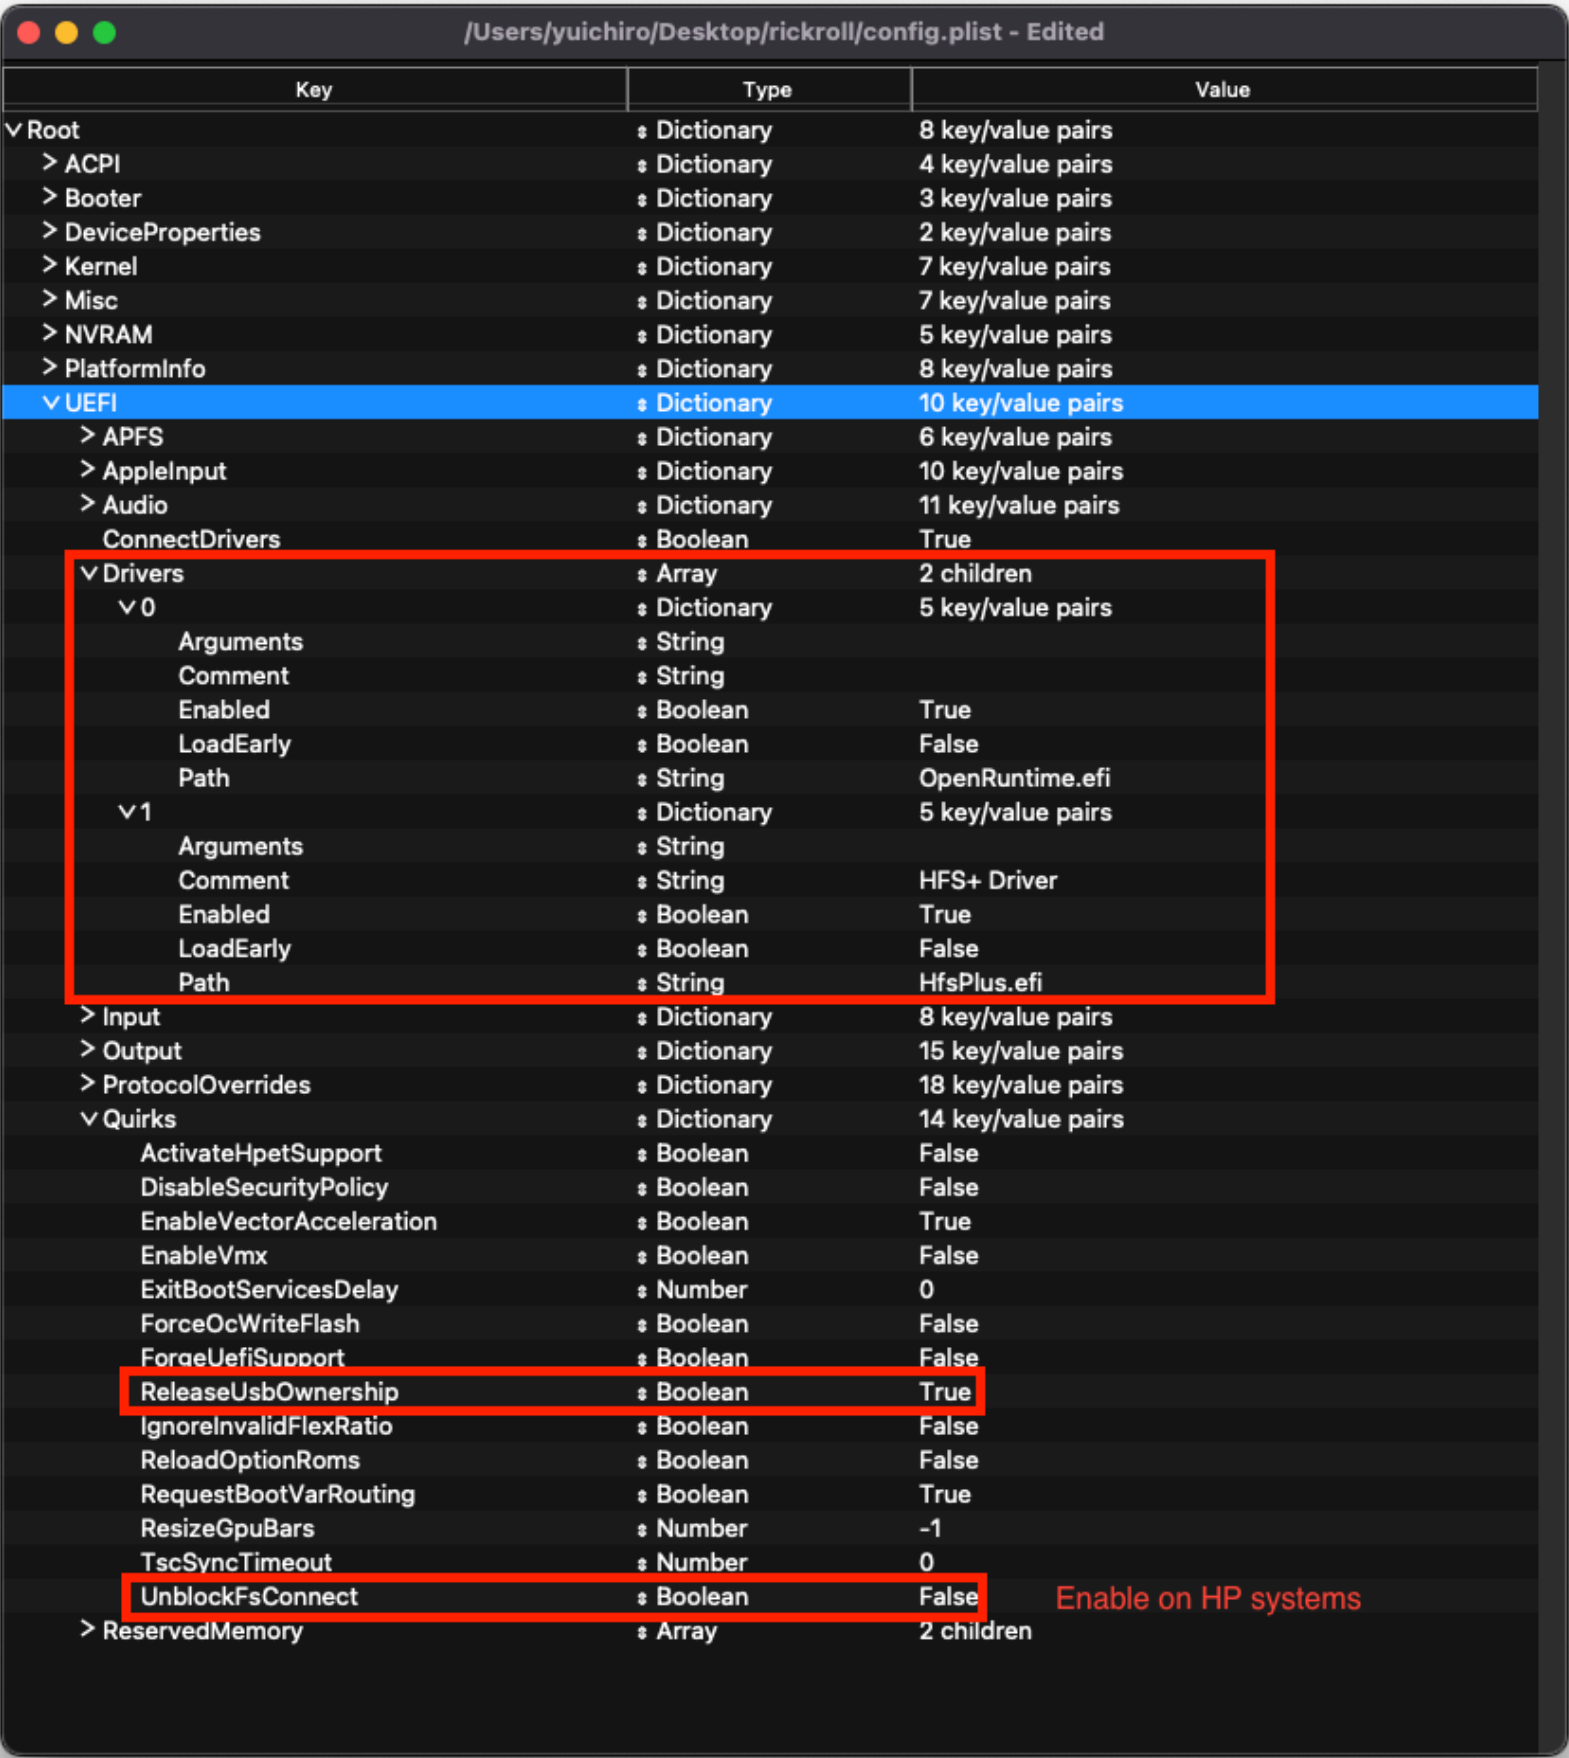 /Users/yuichiro/Desktop/rickroll/config.plist - Edited
Key Type Value
Root Dictionary 8 key/value pairs
ACPI Dictionary 4 key/value pairs
Booter Dictionary 3 key/value pairs
DeviceProperties Dictionary 2 key/value pairs
Kernel Dictionary 7 key/value pairs
Misc Dictionary 7 key/value pairs
NVRAM Dictionary 5 key/value pairs
PlatformInfo Dictionary 8 key/value pairs
UEFI Dictionary 10 key/value pairs
APFS Dictionary 6 key/value pairs
AppleInput Dictionary 10 key/value pairs
Audio Dictionary 11 key/value pairs
ConnectDrivers Boolean True
Drivers Array 2 children
0 Dictionary 5 key/value pairs
Arguments String
Comment String
Enabled Boolean True
LoadEarly Boolean False
Path String OpenRuntime.efi
1 Dictionary 5 key/value pairs
Arguments String
Comment String HFS+ Driver
Enabled Boolean True
LoadEarly Boolean False
Path String HfsPlus.efi
Input Dictionary 8 key/value pairs
Output Dictionary 15 key/value pairs
ProtocolOverrides Dictionary 18 key/value pairs
Quirks Dictionary 14 key/value pairs
ActivateHpetSupport Boolean False
DisableSecurityPolicy Boolean False
EnableVectorAcceleration Boolean True
EnableVmx Boolean False
ExitBootServicesDelay Number 0
ForceOcWriteFlash Boolean False
ForgeUefiSupport Boolean False
ReleaseUsbOwnership Boolean True
IgnoreInvalidFlexRatio Boolean False
ReloadOptionRoms Boolean False
RequestBootVarRouting Boolean True
ResizeGpuBars Number -1
TscSyncTimeout Number 0
UnblockFsConnect Boolean False Enable on HP systems
ReservedMemory Array 2 children